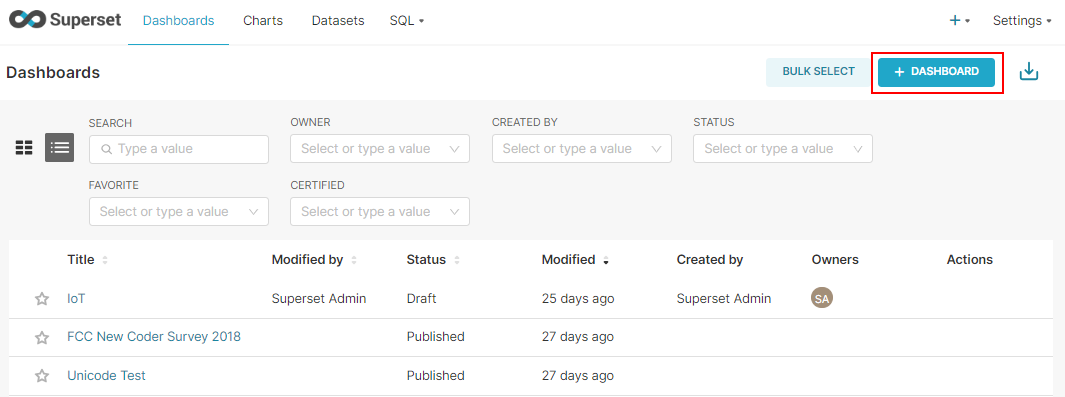 Superset Dashboards Charts Datasets SQL + Settings
Dashboards BULK SELECT + DASHBOARD
SEARCH OWNER CREATED BY STATUS
Type a value Select or type a value Select or type a value Select or type a value
FAVORITE CERTIFIED
Select or type a value Select or type a value
Title Modified by Status Modified Created by Owners Actions
IoT Superset Admin Draft 25 days ago Superset Admin SA
FCC New Coder Survey 2018 Published 27 days ago
Unicode Test Published 27 days ago